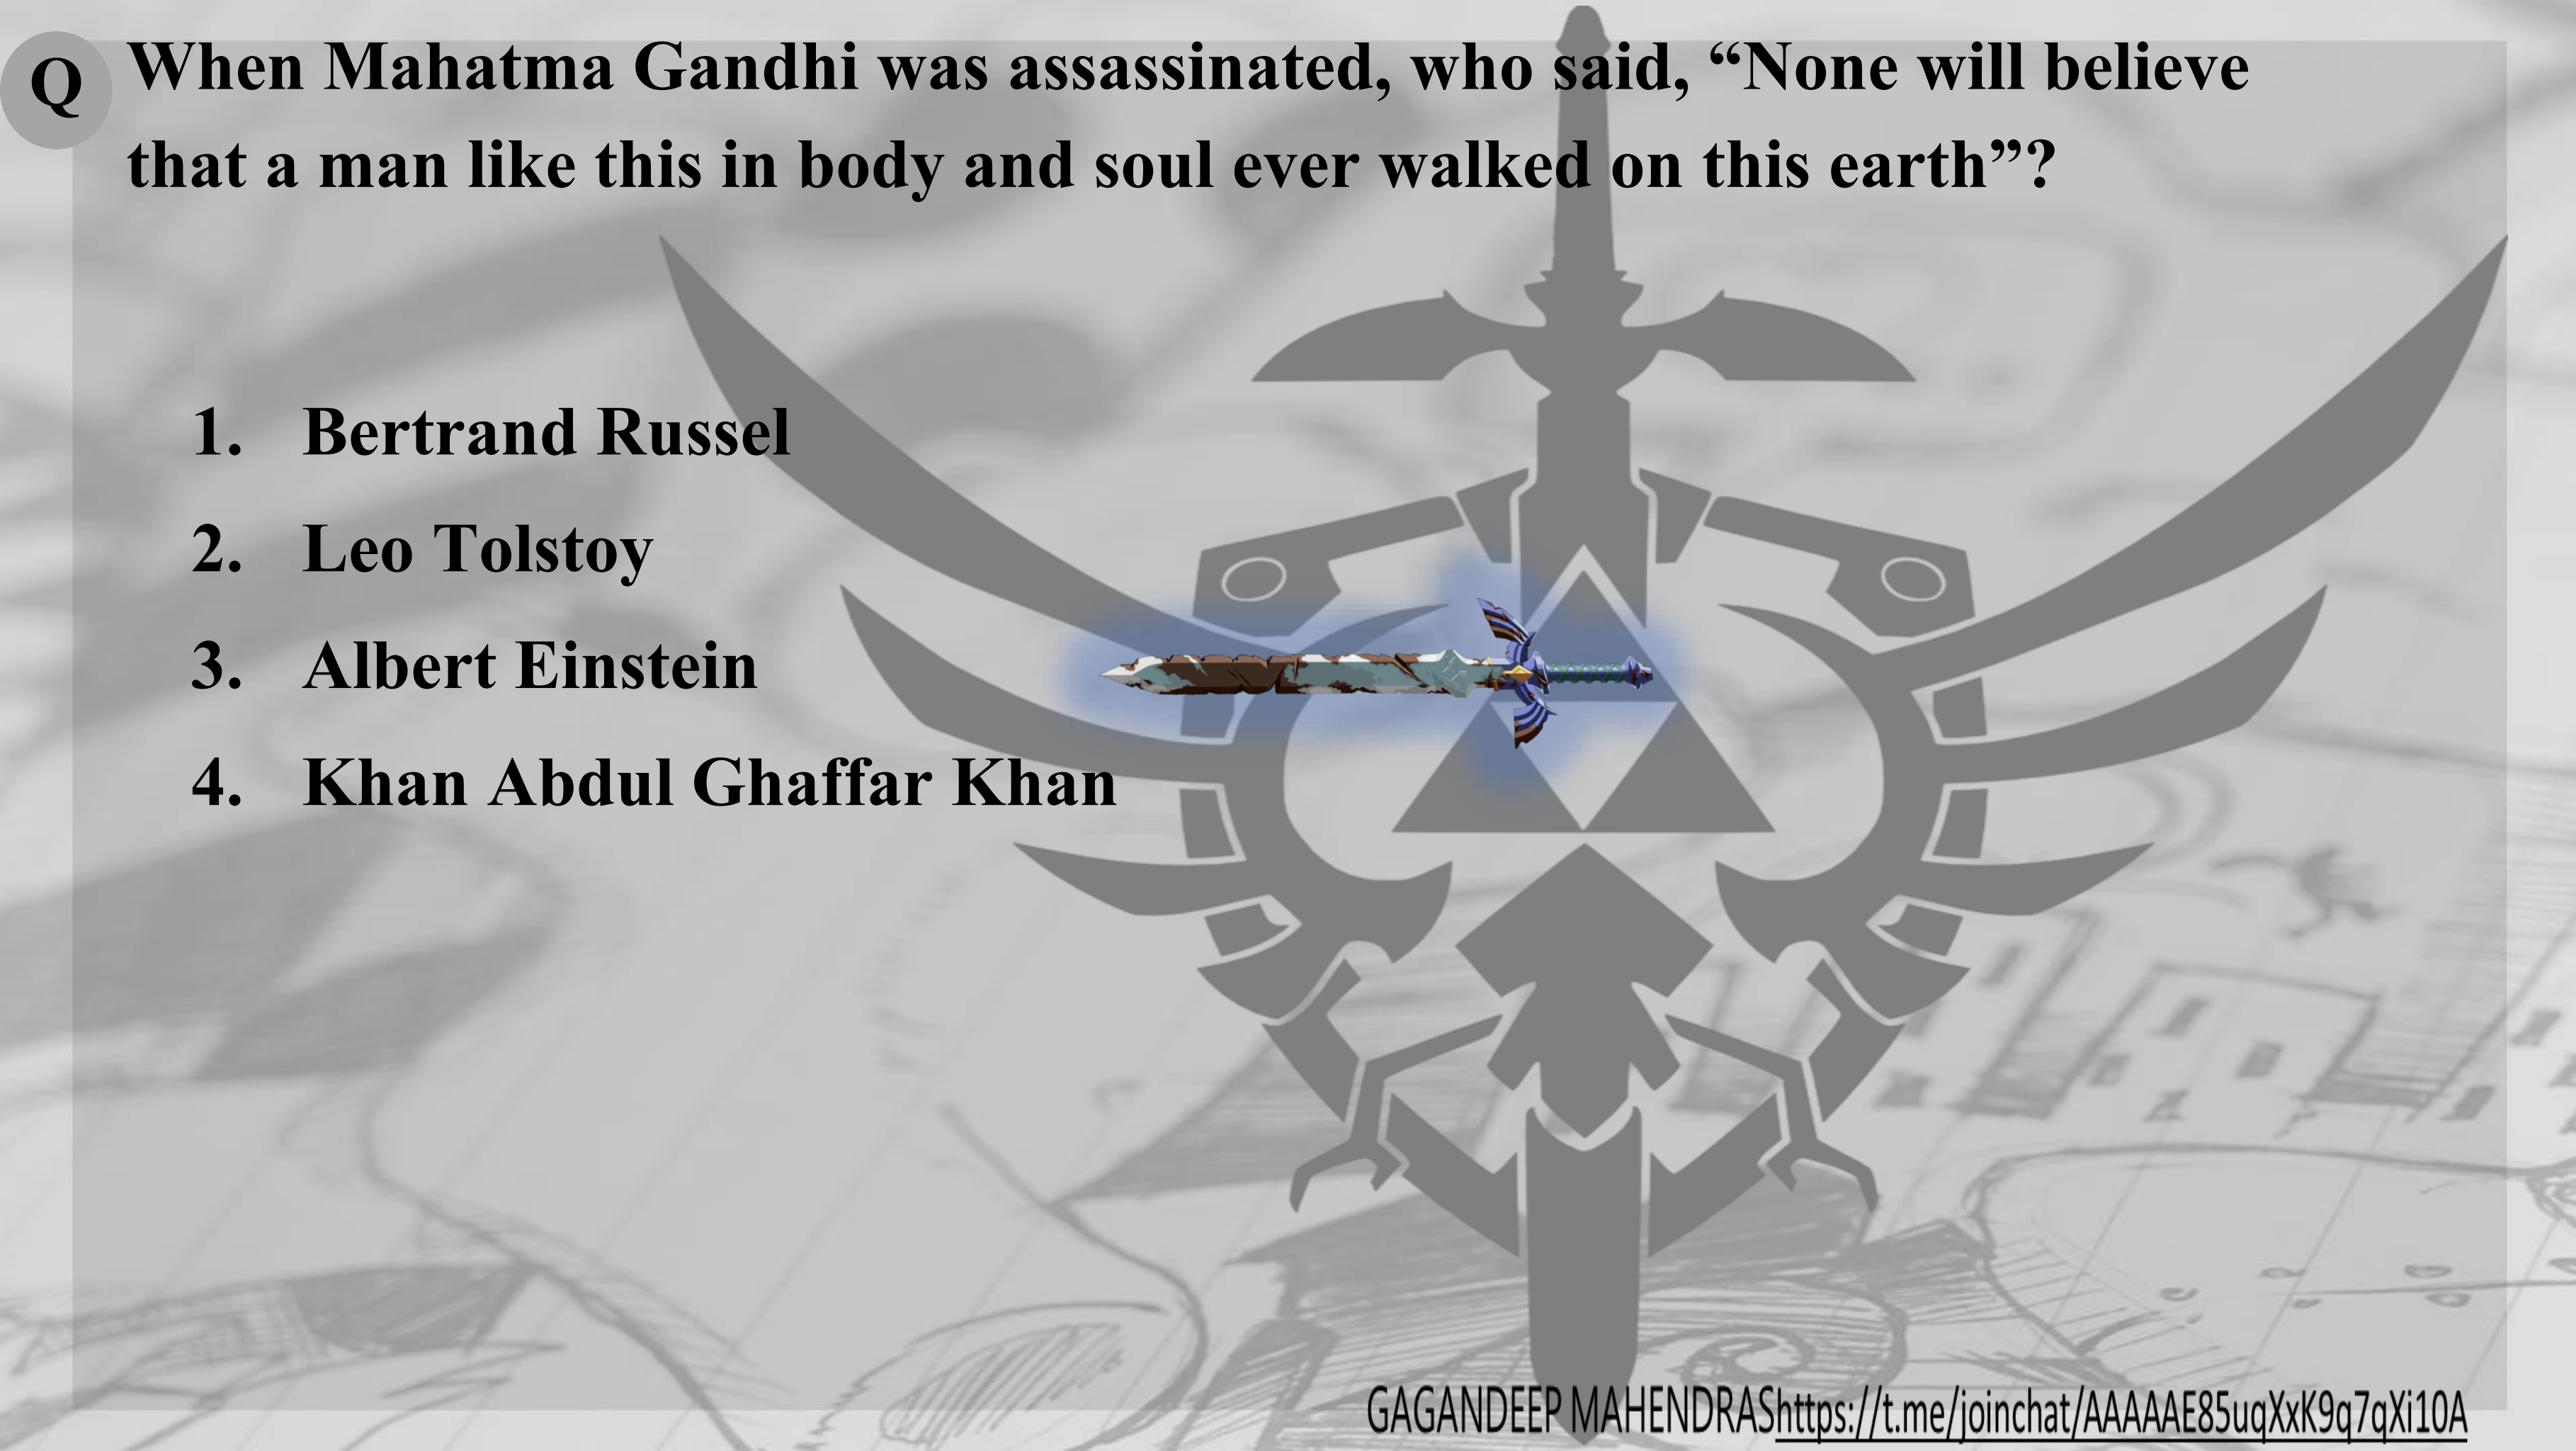 Q When Mahatma Gandhi was assassinated, who said, “None will believe
that a man like this in body and soul ever walked on this earth”?
1. Bertrand Russel
2. Leo Tolstoy
3. Albert Einstein
4. Khan Abdul Ghaffar Khan
GAGANDEEP MAHENDRAShttps://t.me/joinchat/AAAAAE85uqXxK9q7qXi10A